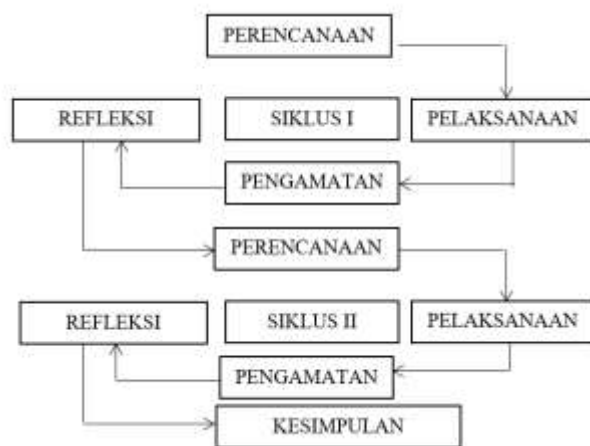 PERENCANAAN
REFLEKSI
SIKLUS I
PELAKSANAAN
PENGAMATAN
PERENCANAAN
REFLEKSI
SIKLUS II
PELAKSANAAN
PENGAMATAN
KESIMPULAN